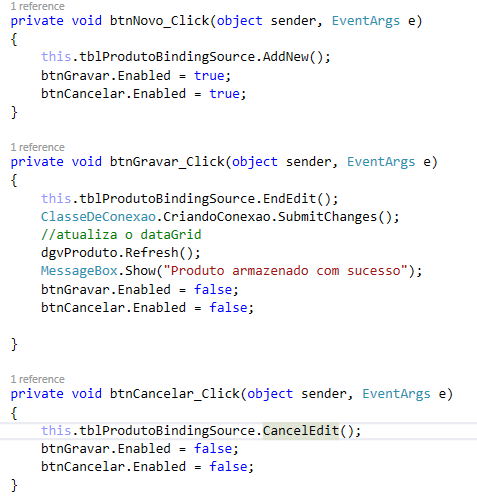 1 reference
private void btnNovo_Click(object sender, EventArgs e)
{
this.tblProdutoBindingSource.AddNew();
btnGravar.Enabled = true;
btnCancelar.Enabled = true;
}
1 reference
private void btnGravar_Click(object sender, EventArgs e)
{
this.tblProdutoBindingSource.EndEdit();
ClasseDeConexao.CriandoConexao.SubmitChanges();
//atualiza o dataGrid
dgvProduto.Refresh();
MessageBox.Show("Produto armazenado com sucesso");
btnGravar.Enabled = false;
btnCancelar.Enabled = false;
}
1 reference
private void btnCancelar_Click(object sender, EventArgs e)
{
this.tblProdutoBindingSource.CancelEdit();
btnGravar.Enabled = false;
btnCancelar.Enabled = false;
}